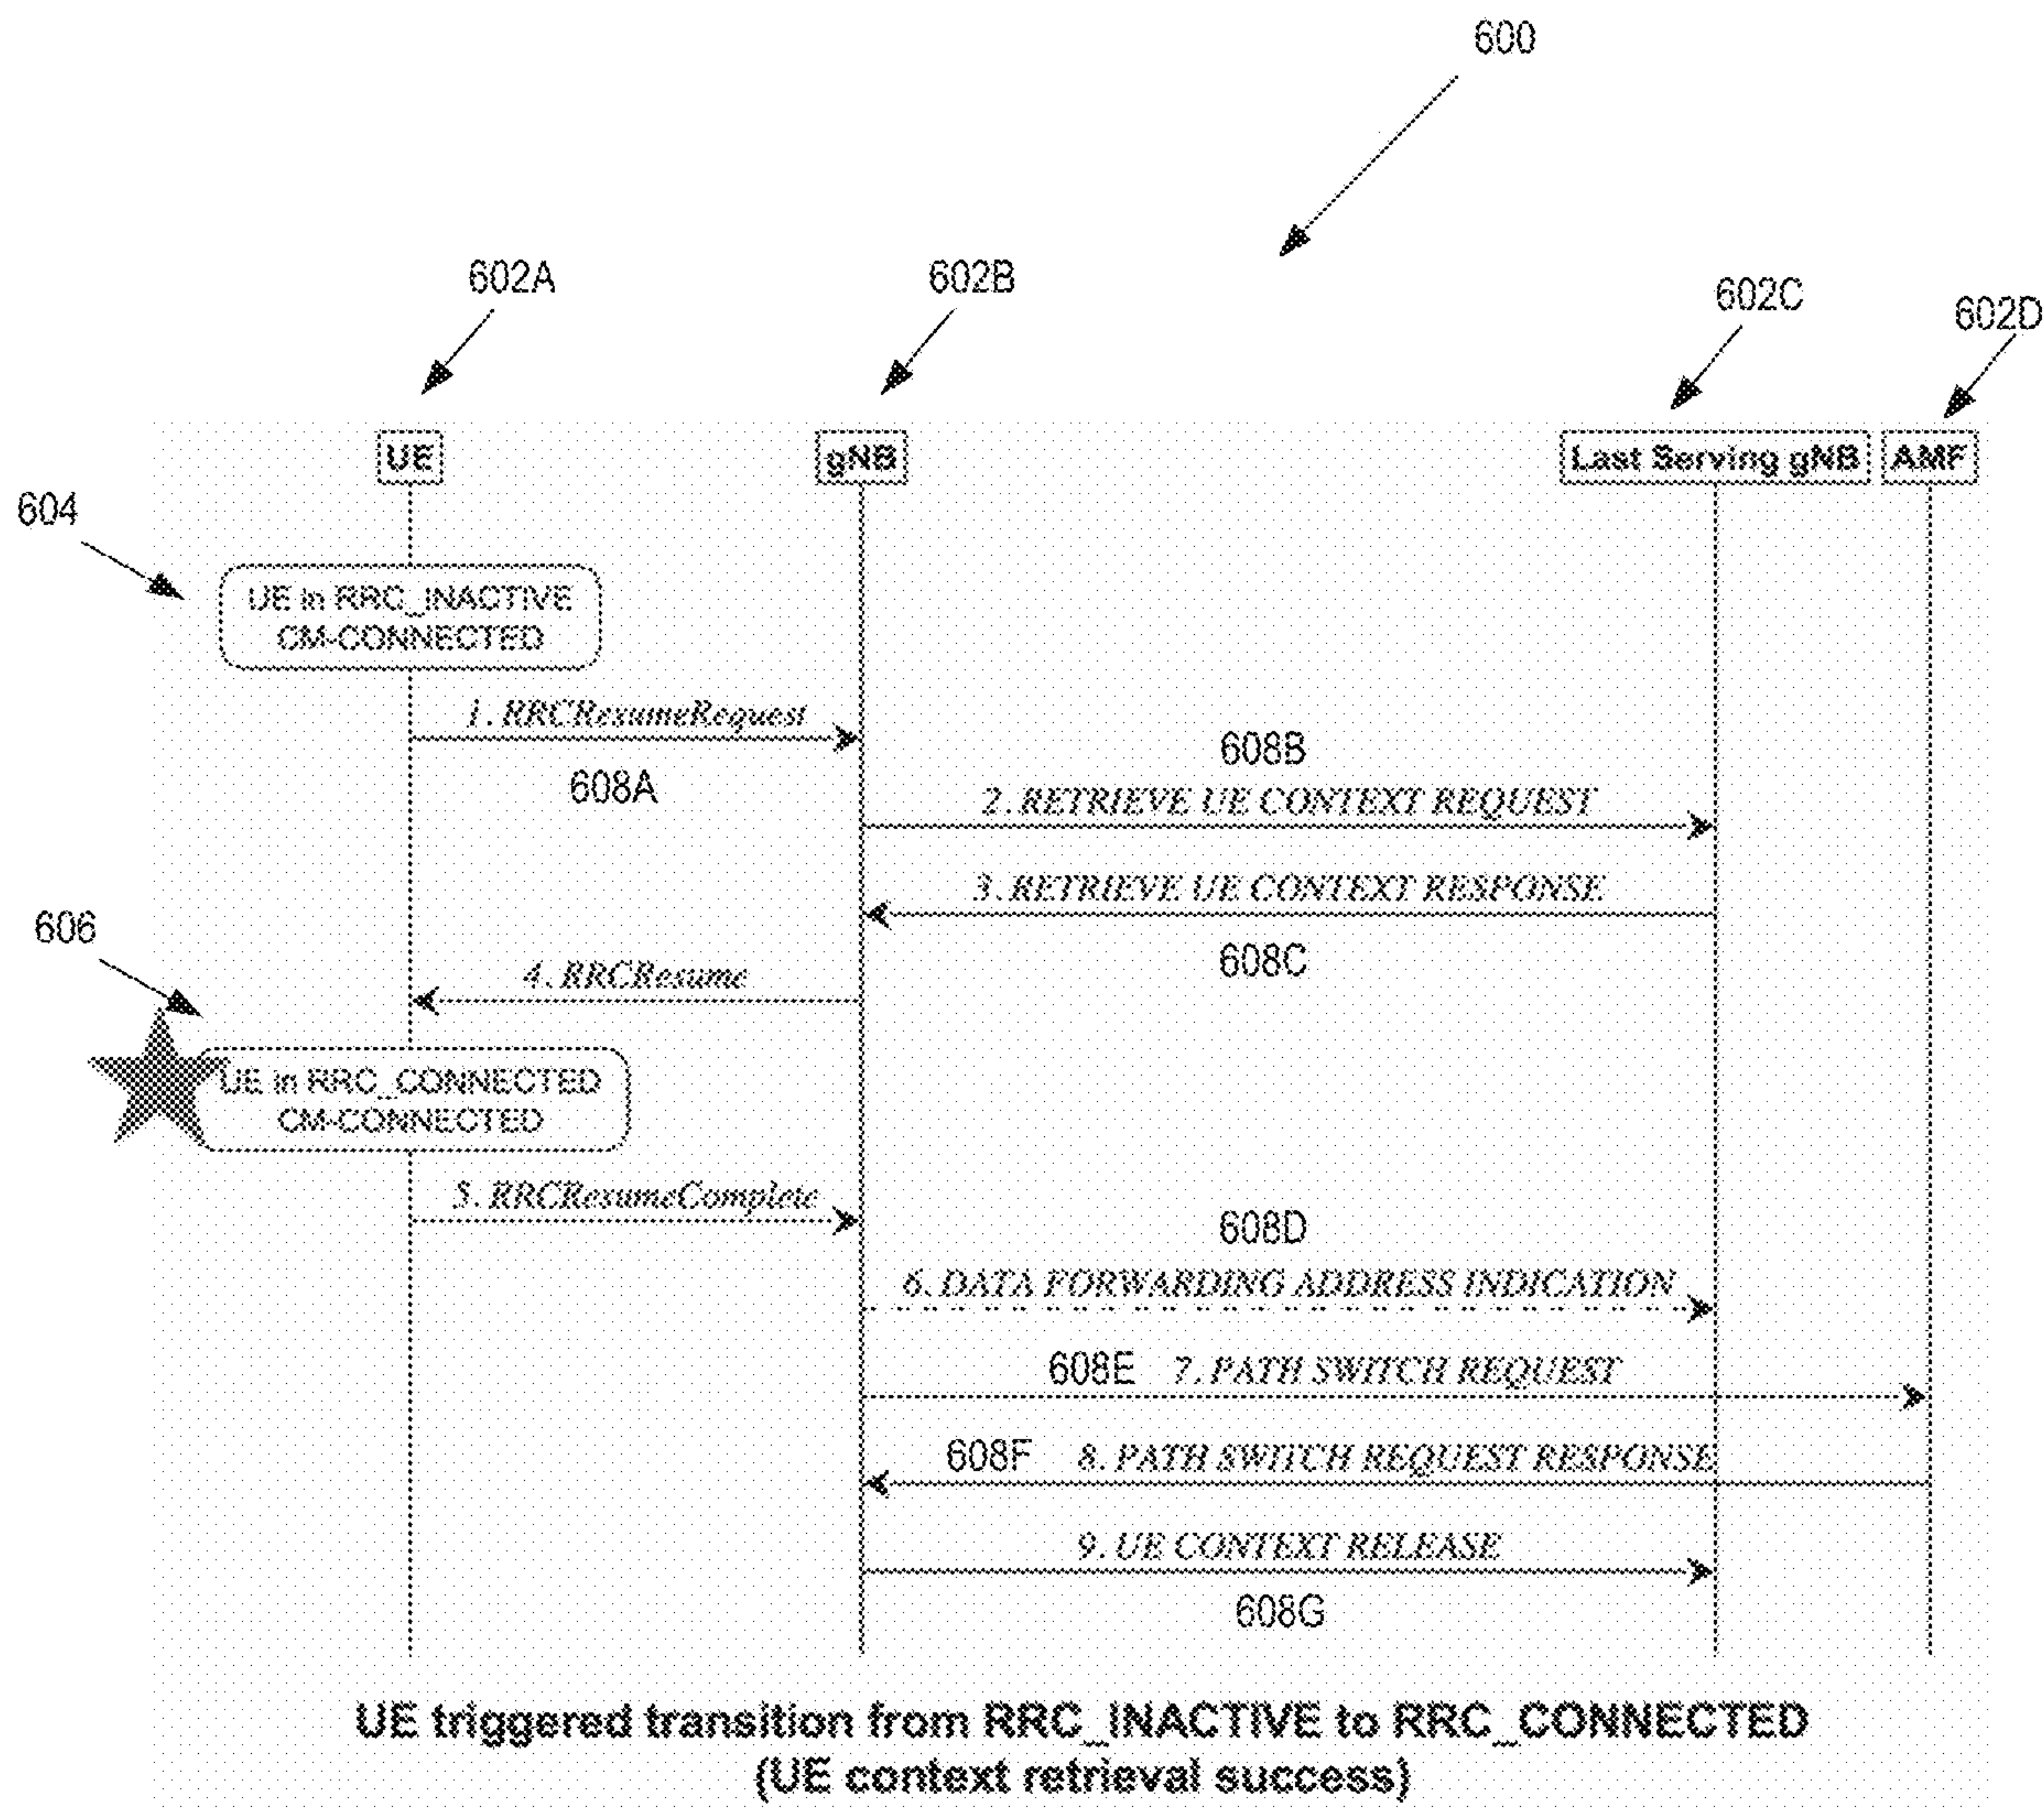 600
602A
602B
602C
602D
UE
gNB
Last Serving gNB
AMF
604
UE in RRC_INACTIVE
CM-CONNECTED
1. RRCResumeRequest
608A
608B
2. RETRIEVE UE CONTEXT REQUEST
3. RETRIEVE UE CONTEXT RESPONSE
608C
606
4. RRCResume
UE in RRC_CONNECTED
CM-CONNECTED
5. RRCResumeComplete
608D
6. DATA FORWARDING ADDRESS INDICATION
608E 7. PATH SWITCH REQUEST
608F 8. PATH SWITCH REQUEST RESPONSE
9. UE CONTEXT RELEASE
608G
UE triggered transition from RRC_INACTIVE to RRC_CONNECTED
(UE context retrieval success)